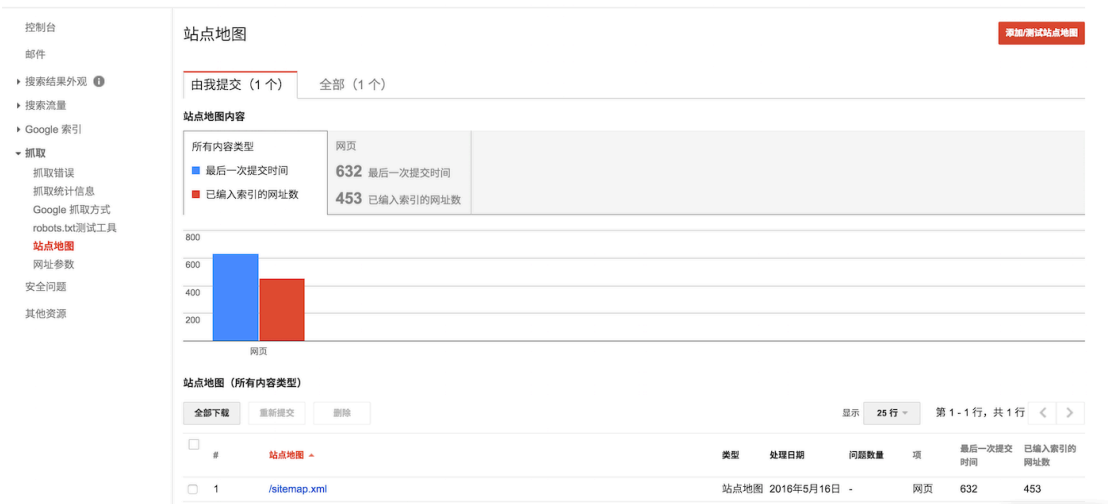 控制台
邮件
搜索结果外观
搜索流量
Google 索引
抓取
抓取错误
抓取统计信息
Google 抓取方式
robots.txt测试工具
站点地图
网址参数
安全问题
其他资源
站点地图
添加/测试站点地图
由我提交（1 个） 全部（1 个）
站点地图内容
所有内容类型
最后一次提交时间
已编入索引的网址数
网页
632 最后一次提交时间
453 已编入索引的网址数
800
600
400
200
网页
站点地图（所有内容类型）
全部下载 重新提交 删除
显示 25 行 第 1 - 1 行，共 1 行
# 站点地图 类型 处理日期 问题数量 项 最后一次提交 已编入索引的
时间 网址数
1 /sitemap.xml 站点地图 2016年5月16日 - 网页 632 453